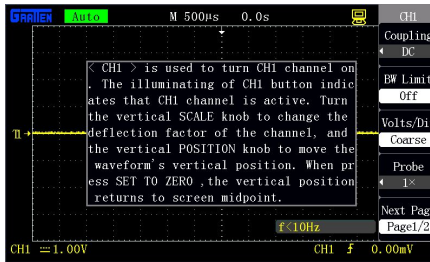 GRATTEN Auto M 500µs 0.0s CH1
Coupling
DC
BW Limit
Off
Volts/Di
Coarse
Probe
1×
Next Pag
Page1/2
< CH1 > is used to turn CH1 channel on
. The illuminating of CH1 button indic
ates that CH1 channel is active. Turn
the vertical SCALE knob to change the
deflection factor of the channel, and
the vertical POSITION knob to move the
waveform's vertical position. When pr
ess SET TO ZERO ,the vertical position
returns to screen midpoint.
f<10Hz
CH1 1.00V CH1 f 0.00mV